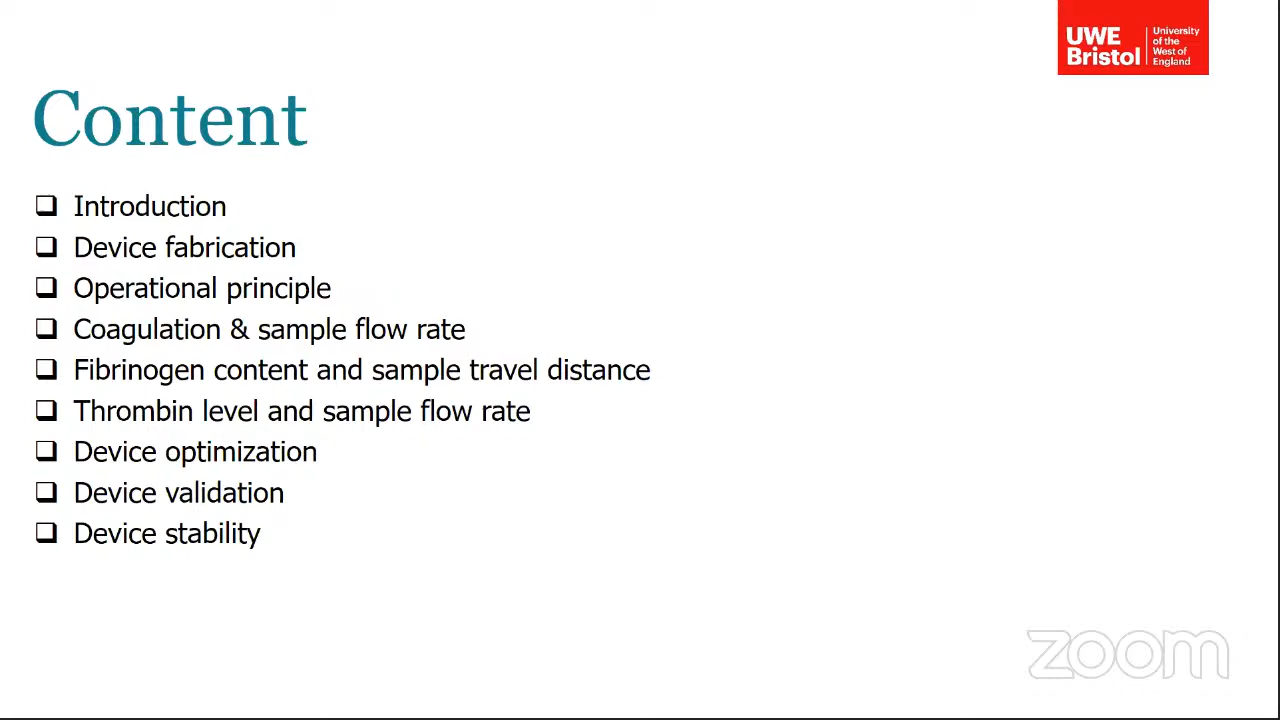 UWE
Bristol
University
of the
West of
England
Content
Introduction
Device fabrication
Operational principle
Coagulation & sample flow rate
Fibrinogen content and sample travel distance
Thrombin level and sample flow rate
Device optimization
Device validation
Device stability
zoom